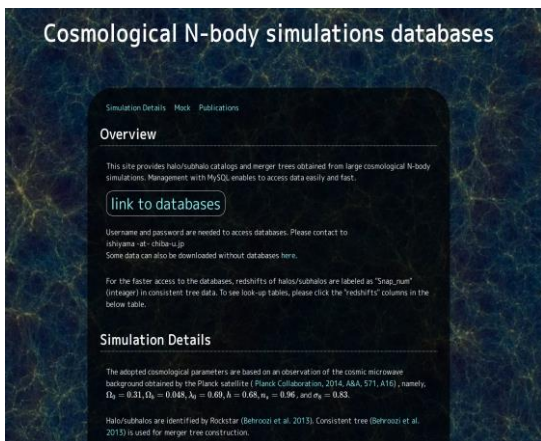 Cosmological N-body simulations databases
Simulation Details Mock Publications
Overview
This site provides halo/subhalo catalogs and merger trees obtained from large cosmological N-body
simulations. Management with MySQL enables to access data easily and fast.
link to databases
Username and password are needed to access databases. Please contact to
ishiyama -at- chiba-u.jp
Some data can also be downloaded without databases here.
For the faster access to the databases, redshifts of halos/subhalos are labeled as "Snap_num"
(inteager) in consistent tree data. To see look-up tables, please click the "redshifts" columns in the
below table.
Simulation Details
The adopted cosmological parameters are based on an observation of the cosmic microwave
background obtained by the Planck satellite ( Planck Collaboration, 2014, A&A, 571, A16) , namely,
Ω₀ = 0.31, Ω_b = 0.048, λ₀ = 0.69, h = 0.68, n_s = 0.96 , and σ₈ = 0.83.
Halo/subhalos are identified by Rockstar (Behroozi et al. 2013). Consistent tree (Behroozi et al.
2013) is used for merger tree construction.